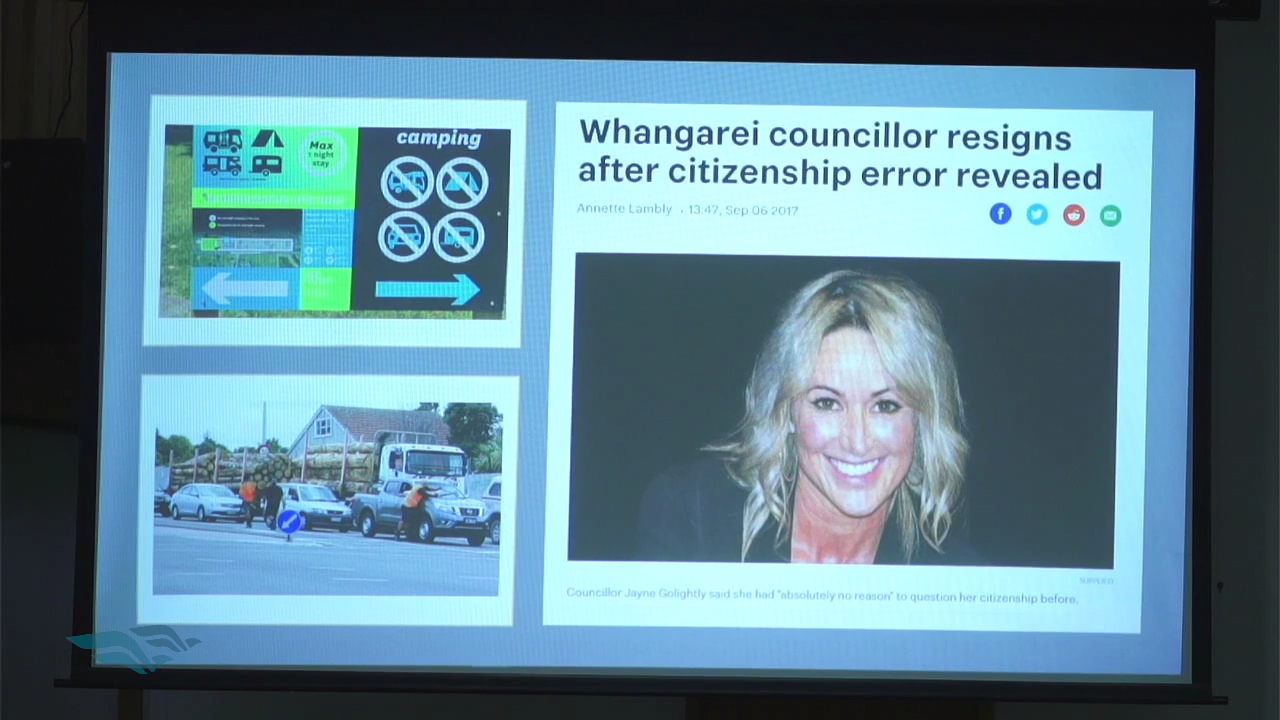 Max
night
stay
camping
Whangarei councillor resigns
after citizenship error revealed
Annette Lambly • 13:47, Sep 06 2017
SUPPLIED
Councillor Jayne Golightly said she had "absolutely no reason" to question her citizenship before.